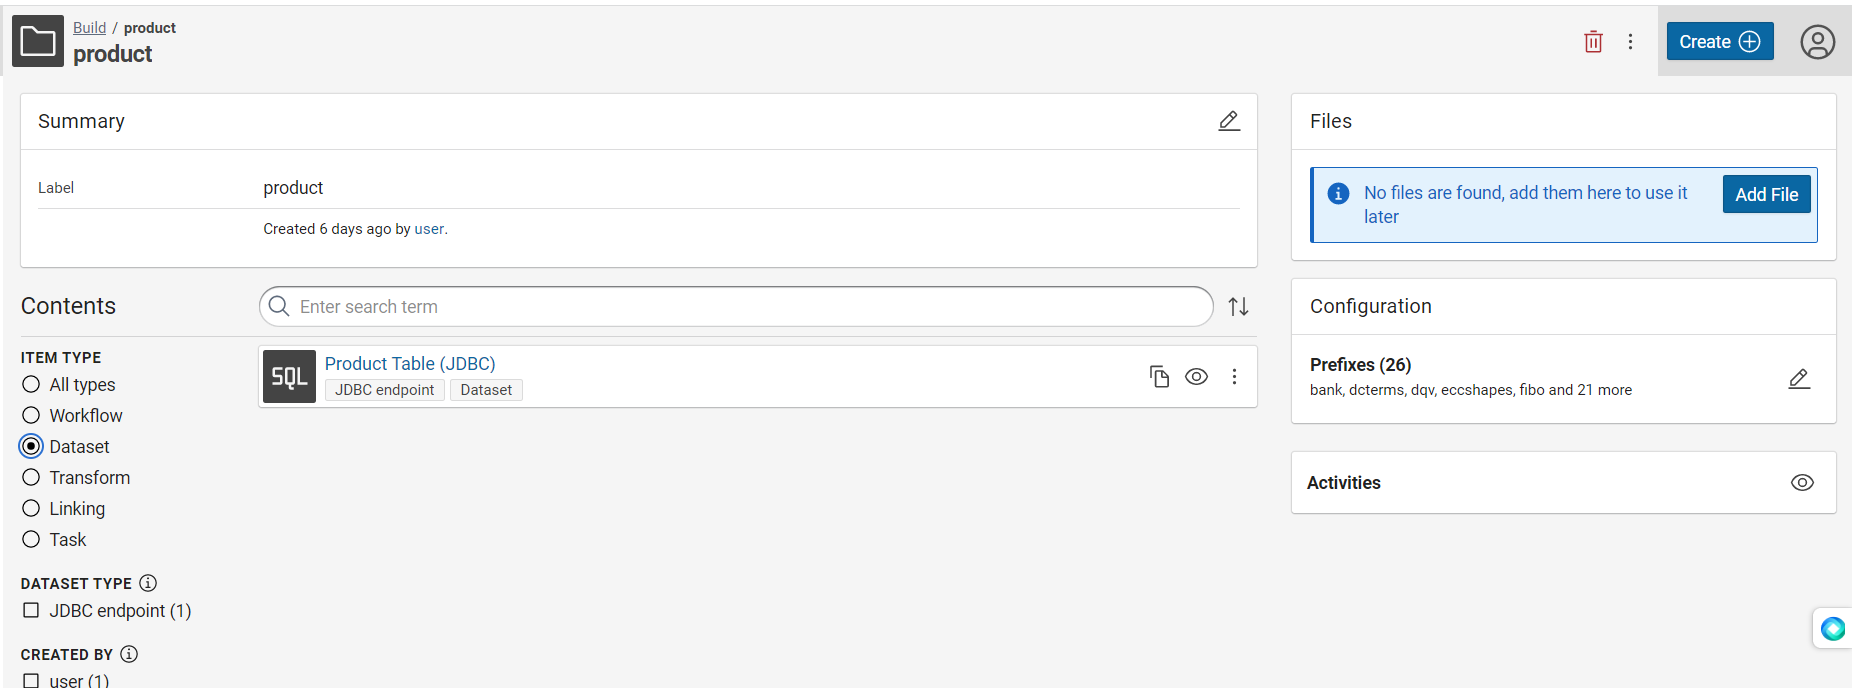 Build / product
product
Create
Summary
Label
product
Created 6 days ago by user.
Contents
Enter search term
ITEM TYPE
All types
Workflow
Dataset
Transform
Linking
Task
DATASET TYPE
JDBC endpoint (1)
CREATED BY
user (1)
SQL
Product Table (JDBC)
JDBC endpoint
Dataset
Files
No files are found, add them here to use it
later
Add File
Configuration
Prefixes (26)
bank, dcterms, dqv, eccshapes, fibo and 21 more
Activities